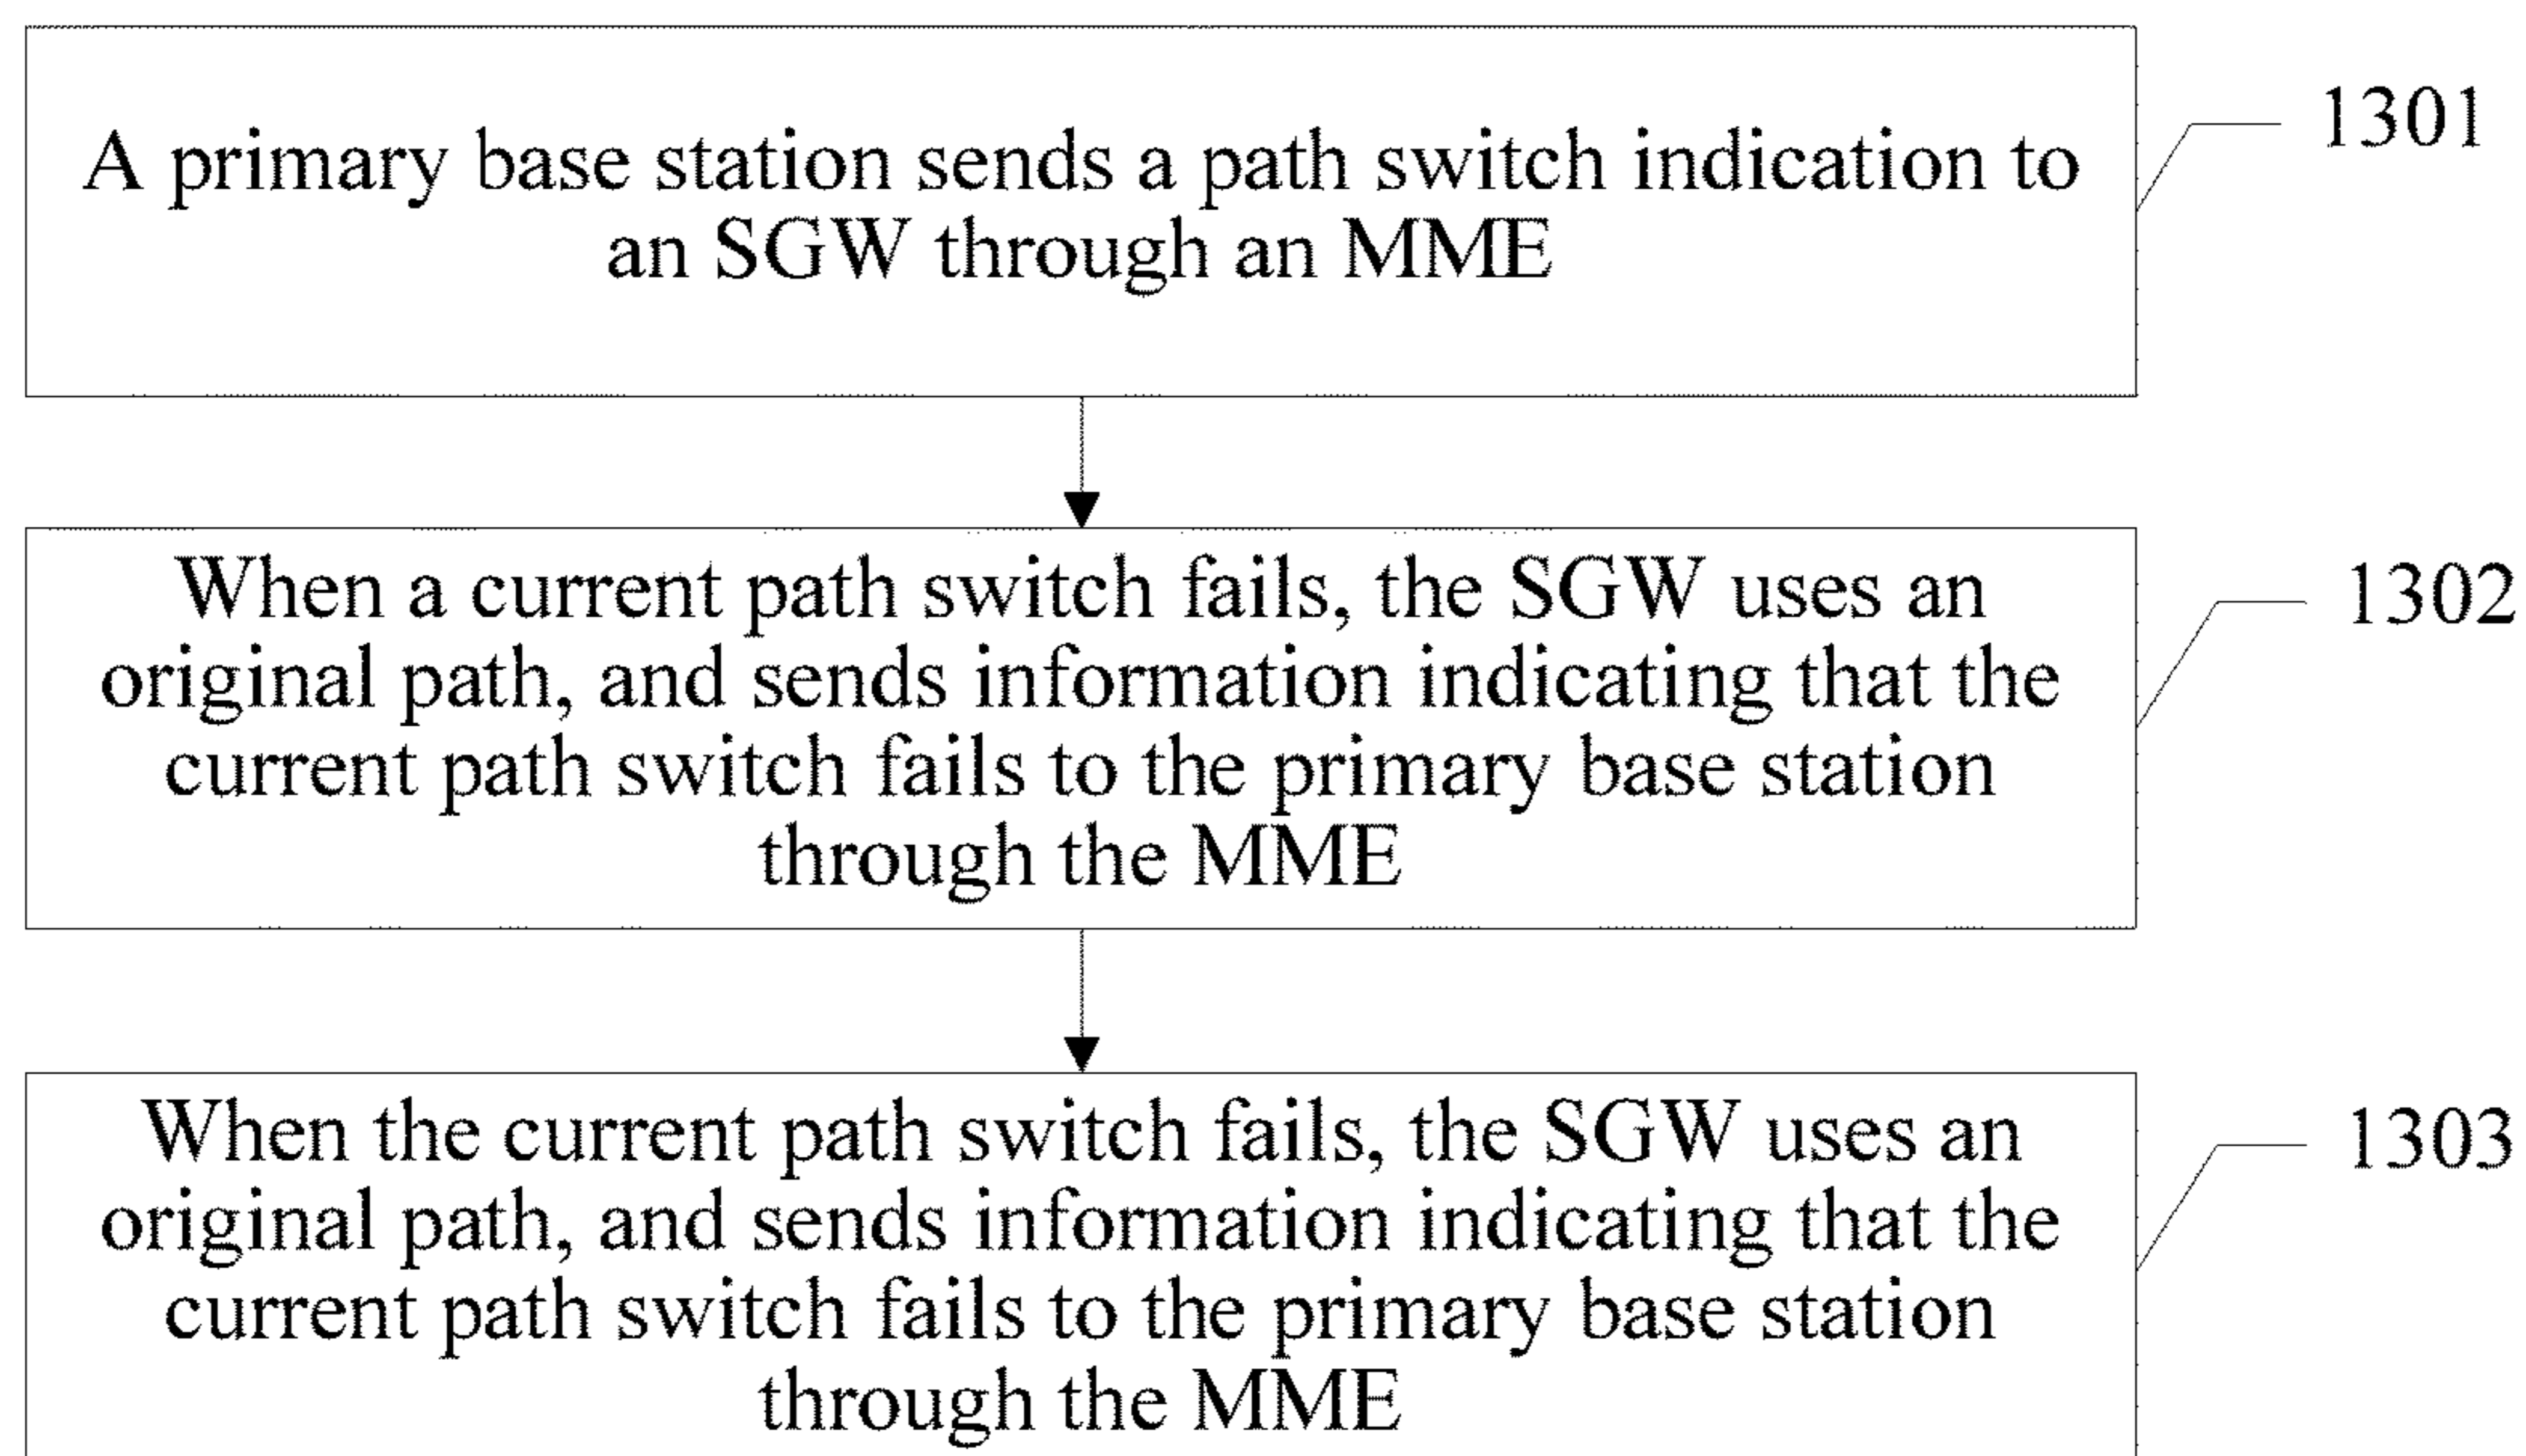 A primary base station sends a path switch indication to
an SGW through an MME
1301
When a current path switch fails, the SGW uses an
original path, and sends information indicating that the
current path switch fails to the primary base station
through the MME
1302
When the current path switch fails, the SGW uses an
original path, and sends information indicating that the
current path switch fails to the primary base station
through the MME
1303